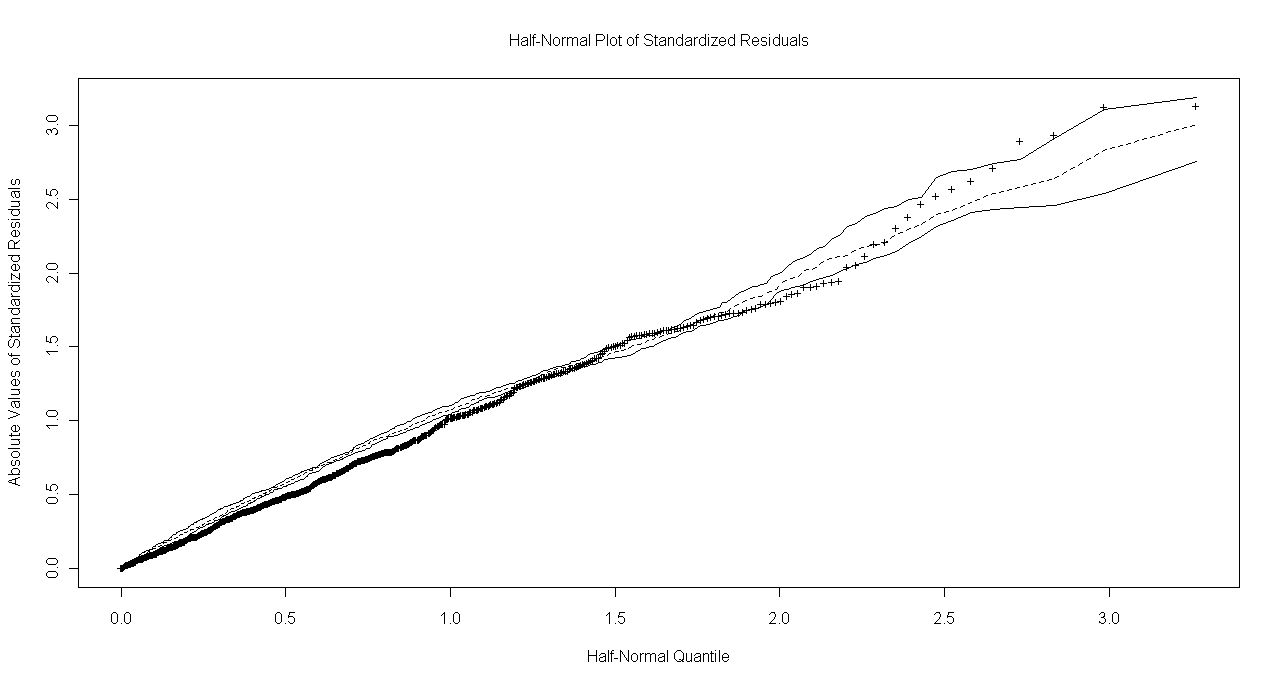 Half-Normal Plot of Standardized Residuals
Absolute Values of Standardized Residuals
3.0
2.5
2.0
1.5
1.0
0.5
0.0
0.0 0.5 1.0 1.5 2.0 2.5 3.0
Half-Normal Quantile